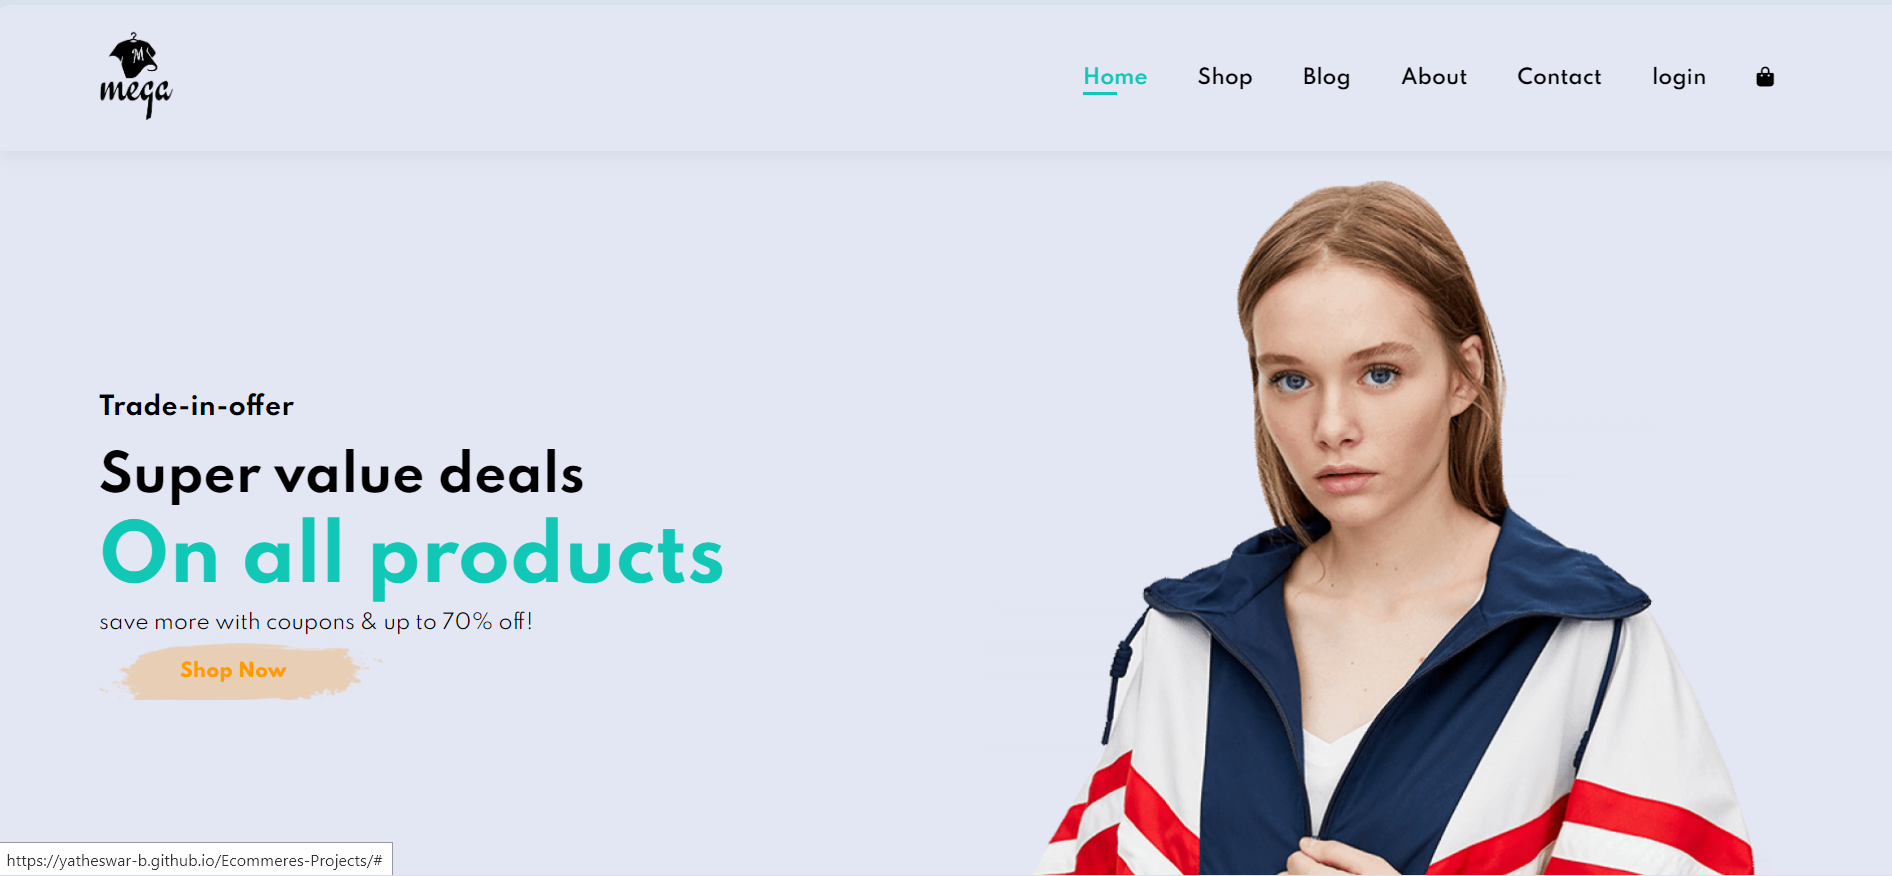 M
mega
Home Shop Blog About Contact login
Trade-in-offer
Super value deals
On all products
save more with coupons & up to 70% off!
Shop Now
https://yatheswar-b.github.io/Ecommeres-Projects/#